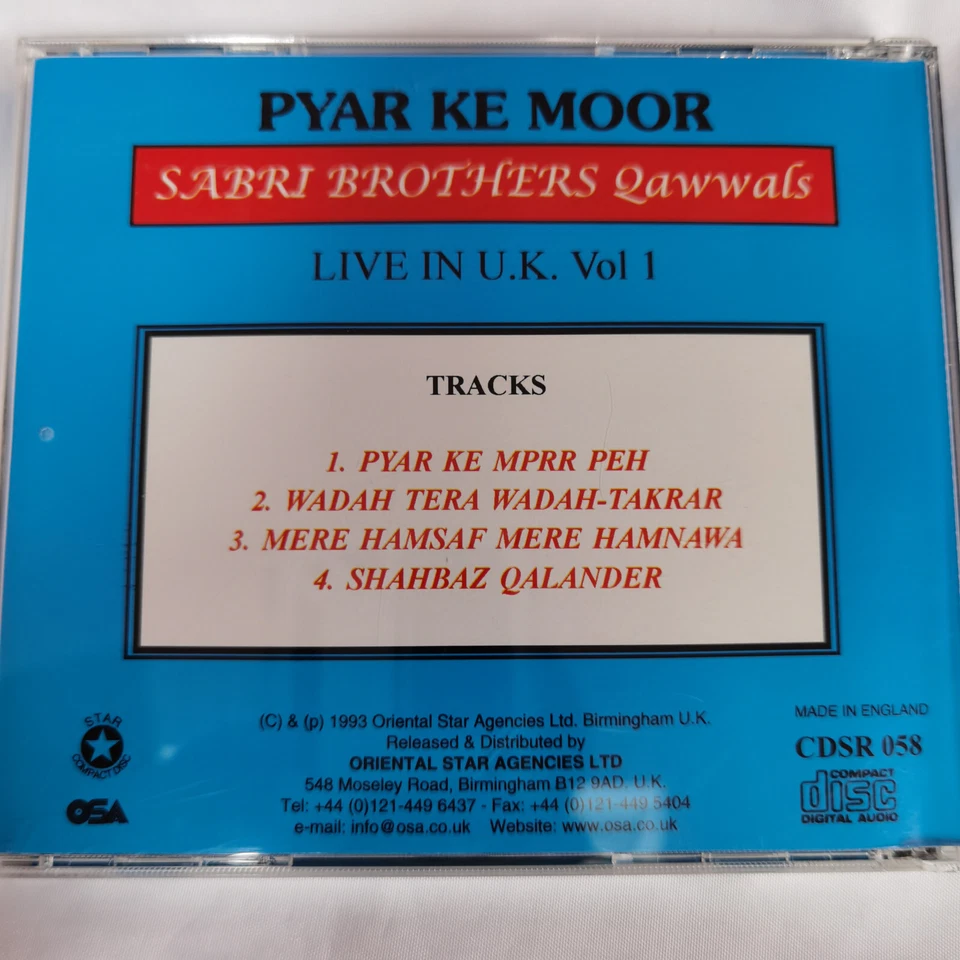 PYAR KE MOOR
SABRI BROTHERS Qawwals
LIVE IN U.K. Vol 1
TRACKS
1. PYAR KE MPRR PEH
2. WADAH TERA WADAH-TAKRAR
3. MERE HAMSAF MERE HAMNAWA
4. SHAHBAZ QALANDER
STAR
COMPACT DISC
OSA
(C) & (p) 1993 Oriental Star Agencies Ltd. Birmingham U.K.
Released & Distributed by
ORIENTAL STAR AGENCIES LTD
548 Moseley Road, Birmingham B12 9AD. U.K.
Tel: +44 (0)121-449 6437 - Fax: +44 (0)121-449 5404
e-mail: info@osa.co.uk Website: www.osa.co.uk
MADE IN ENGLAND
CDSR 058
COMPACT
disc
DIGITAL AUDIO